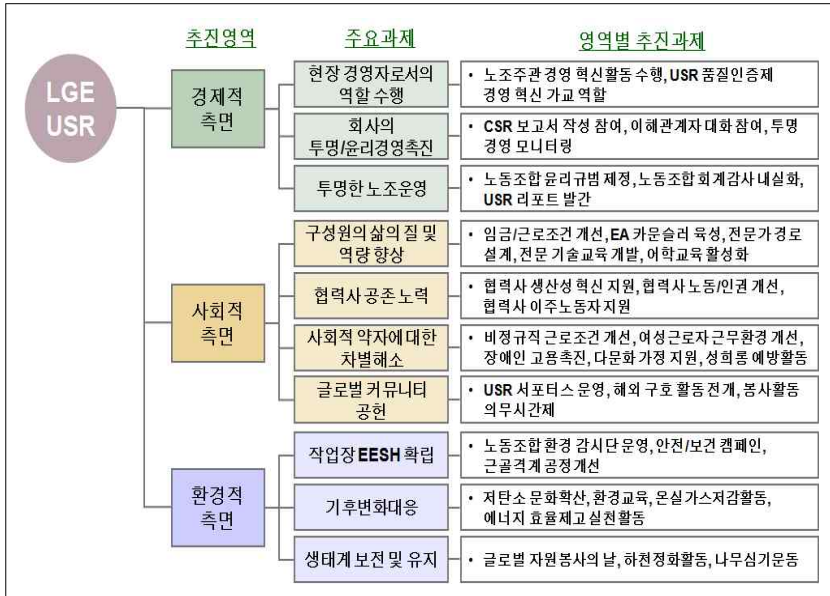 추진영역
주요과제
영역별 추진과제
LGE
USR
경제적
측면
현장 경영자로서의
역할 수행
• 노조주관 경영 혁신활동 수행, USR 품질인증제
경영 혁신 가교 역할
회사의
투명/윤리경영촉진
• CSR 보고서 작성 참여, 이해관계자 대화 참여, 투명
경영 모니터링
투명한 노조운영
• 노동조합 윤리규범 제정, 노동조합 회계감사 내실화,
USR 리포트 발간
사회적
측면
구성원의 삶의 질 및
역량 향상
• 임금/근로조건 개선, EA 카운슬러 육성, 전문가 경로
설계, 전문 기술교육 개발, 어학교육 활성화
협력사 공존 노력
• 협력사 생산성 혁신 지원, 협력사 노동/인권 개선,
협력사 이주노동자 지원
사회적 약자에 대한
차별해소
• 비정규직 근로조건 개선, 여성근로자 근무환경 개선,
장애인 고용촉진, 다문화 가정 지원, 성희롱 예방활동
글로벌 커뮤니티
공헌
• USR 서포터스 운영, 해외 구호 활동 전개, 봉사활동
의무시간제
환경적
측면
작업장 EESH 확립
• 노동조합 환경 감시단 운영, 안전/보건 캠페인,
근골격계 공정개선
기후변화대응
• 저탄소 문화확산, 환경교육, 온실가스저감활동,
에너지 효율제고 실천활동
생태계 보전 및 유지
• 글로벌 자원봉사의 날, 하천정화활동, 나무심기운동